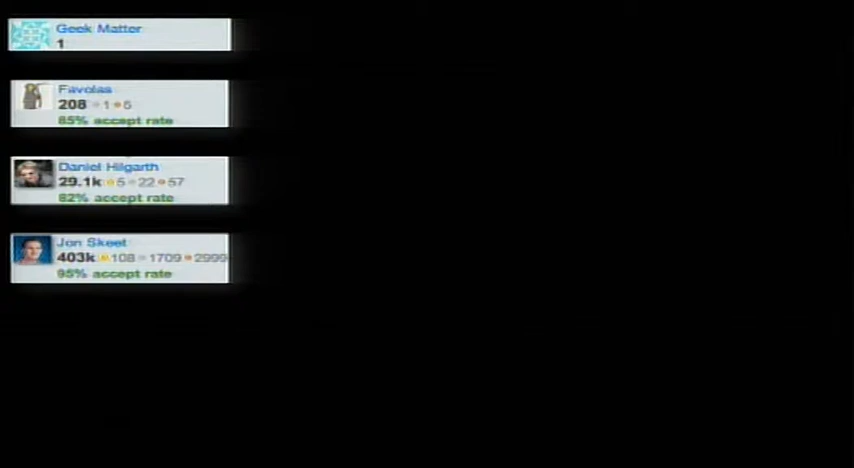 Geek Matter
1
Favolas
208 1 5
85% accept rate
Daniel Hilgarth
29.1k 5 22 57
82% accept rate
Jon Skeet
403k 108 1709 2999
95% accept rate